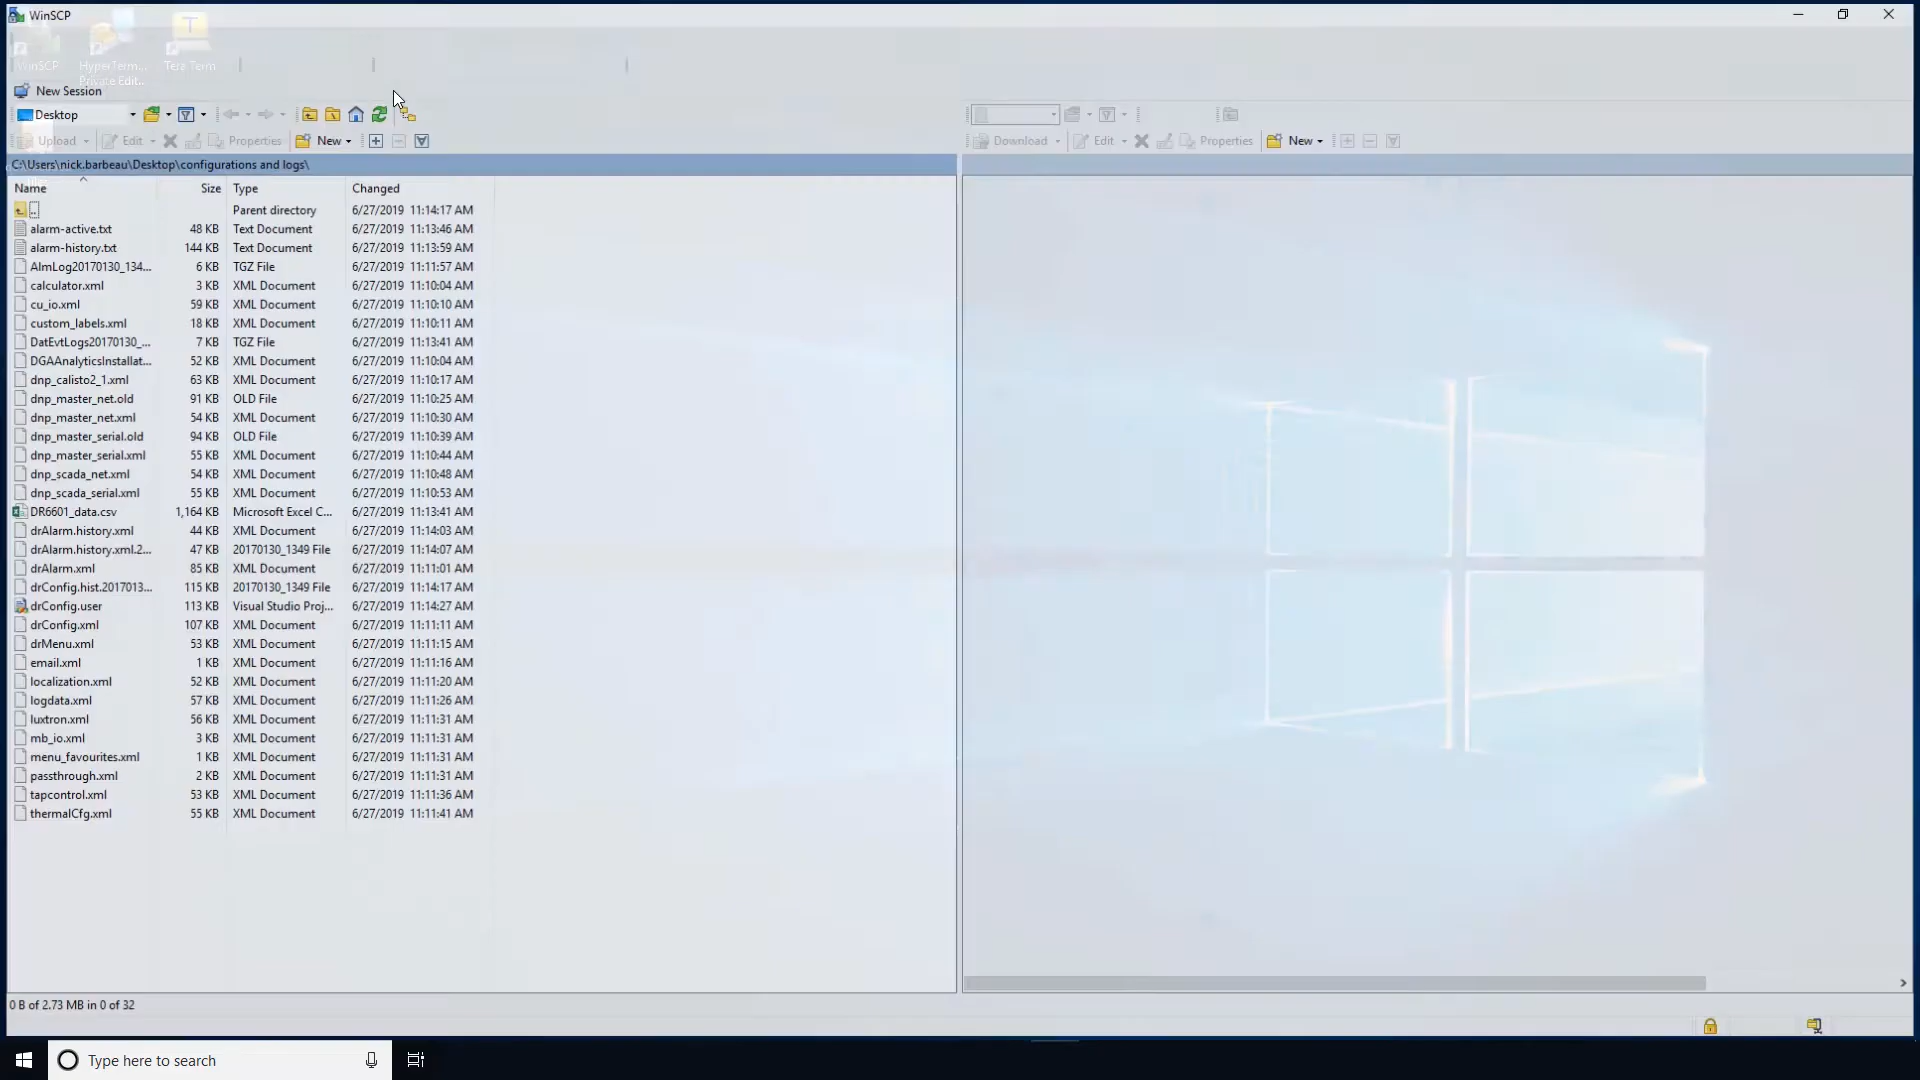 WinSCP
WinSCP HyperTerm... Tera Term
Private Edit...
New Session
Desktop
Upload Edit Properties New
Download Edit Properties New
C:\Users\nick.barbeau\Desktop\configurations and logs\
Name Size Type Changed
.. Parent directory 6/27/2019 11:14:17 AM
alarm-active.txt 48 KB Text Document 6/27/2019 11:13:46 AM
alarm-history.txt 144 KB Text Document 6/27/2019 11:13:59 AM
AlmLog20170130_134... 6 KB TGZ File 6/27/2019 11:11:57 AM
calculator.xml 3 KB XML Document 6/27/2019 11:10:04 AM
cu_io.xml 59 KB XML Document 6/27/2019 11:10:10 AM
custom_labels.xml 18 KB XML Document 6/27/2019 11:10:11 AM
DatEvtLogs20170130_... 7 KB TGZ File 6/27/2019 11:13:41 AM
DGAAnalyticsInstallat... 52 KB XML Document 6/27/2019 11:10:04 AM
dnp_calisto2_1.xml 63 KB XML Document 6/27/2019 11:10:17 AM
dnp_master_net.old 91 KB OLD File 6/27/2019 11:10:25 AM
dnp_master_net.xml 54 KB XML Document 6/27/2019 11:10:30 AM
dnp_master_serial.old 94 KB OLD File 6/27/2019 11:10:39 AM
dnp_master_serial.xml 55 KB XML Document 6/27/2019 11:10:44 AM
dnp_scada_net.xml 54 KB XML Document 6/27/2019 11:10:48 AM
dnp_scada_serial.xml 55 KB XML Document 6/27/2019 11:10:53 AM
DR6601_data.csv 1,164 KB Microsoft Excel C... 6/27/2019 11:13:41 AM
drAlarm.history.xml 44 KB XML Document 6/27/2019 11:14:03 AM
drAlarm.history.xml.2... 47 KB 20170130_1349 File 6/27/2019 11:14:07 AM
drAlarm.xml 85 KB XML Document 6/27/2019 11:11:01 AM
drConfig.hist.2017013... 115 KB 20170130_1349 File 6/27/2019 11:14:17 AM
drConfig.user 113 KB Visual Studio Proj... 6/27/2019 11:14:27 AM
drConfig.xml 107 KB XML Document 6/27/2019 11:11:11 AM
drMenu.xml 53 KB XML Document 6/27/2019 11:11:15 AM
email.xml 1 KB XML Document 6/27/2019 11:11:16 AM
localization.xml 52 KB XML Document 6/27/2019 11:11:20 AM
logdata.xml 57 KB XML Document 6/27/2019 11:11:26 AM
luxtron.xml 56 KB XML Document 6/27/2019 11:11:31 AM
mb_io.xml 3 KB XML Document 6/27/2019 11:11:31 AM
menu_favourites.xml 1 KB XML Document 6/27/2019 11:11:31 AM
passthrough.xml 2 KB XML Document 6/27/2019 11:11:31 AM
tapcontrol.xml 53 KB XML Document 6/27/2019 11:11:36 AM
thermalCfg.xml 55 KB XML Document 6/27/2019 11:11:41 AM
0 B of 2.73 MB in 0 of 32
Type here to search